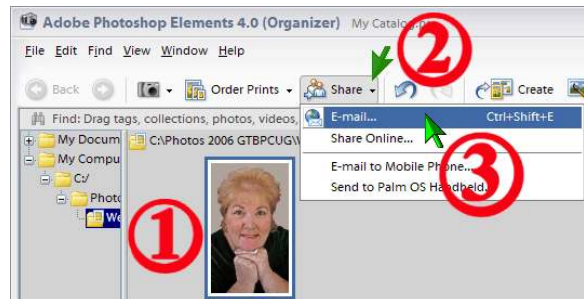 Adobe Photoshop Elements 4.0 (Organizer) My Catalog
File Edit Find View Window Help
2
Back Order Prints Share Create
Find: Drag tags, collections, photos, videos,
E-mail... Ctrl+Shift+E
My Docum C:\Photos 2006 GTBPCUG\
Share Online...
My Compu
E-mail to Mobile Phone...
C:/
Send to Palm OS Handheld...
3
Photo
We
1